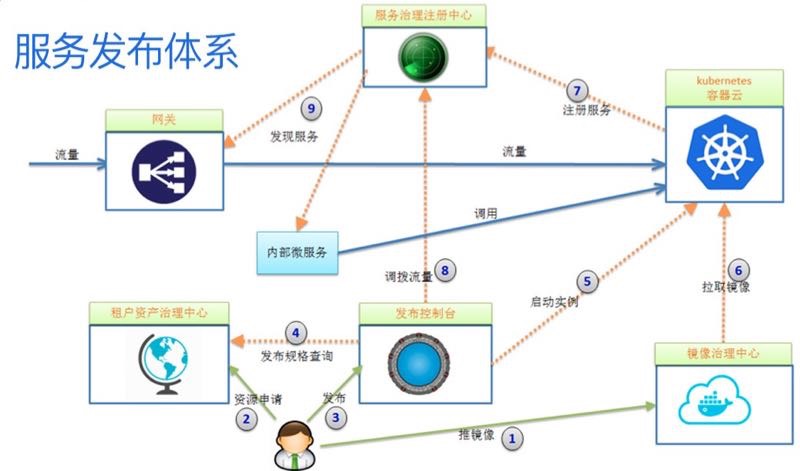 服务发布体系
服务治理注册中心
kubernetes
容器云
网关
9
发现服务
7
注册服务
流量
流量
调用
内部微服务
调拨流量
8
5
启动实例
6
拉取镜像
租户资产治理中心
发布控制台
4
发布规格查询
镜像治理中心
资源申请
2
发布
3
推镜像
1